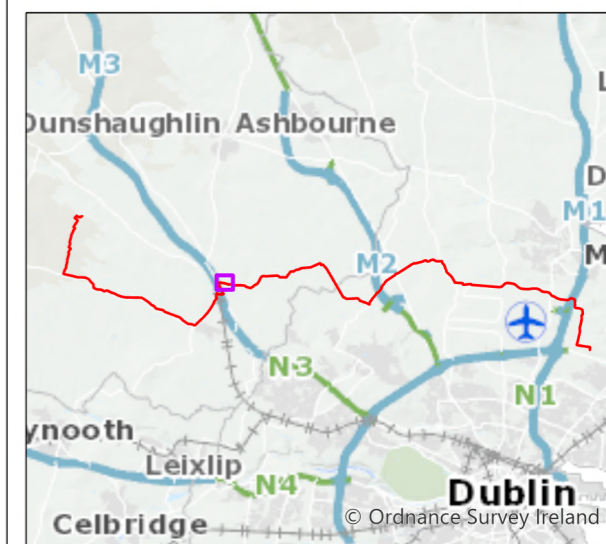 M3
Dunshaughlin Ashbourne
M1
M2
N3
N1
ynooth
Leixlip
N4
Dublin
Celbridge
© Ordnance Survey Ireland